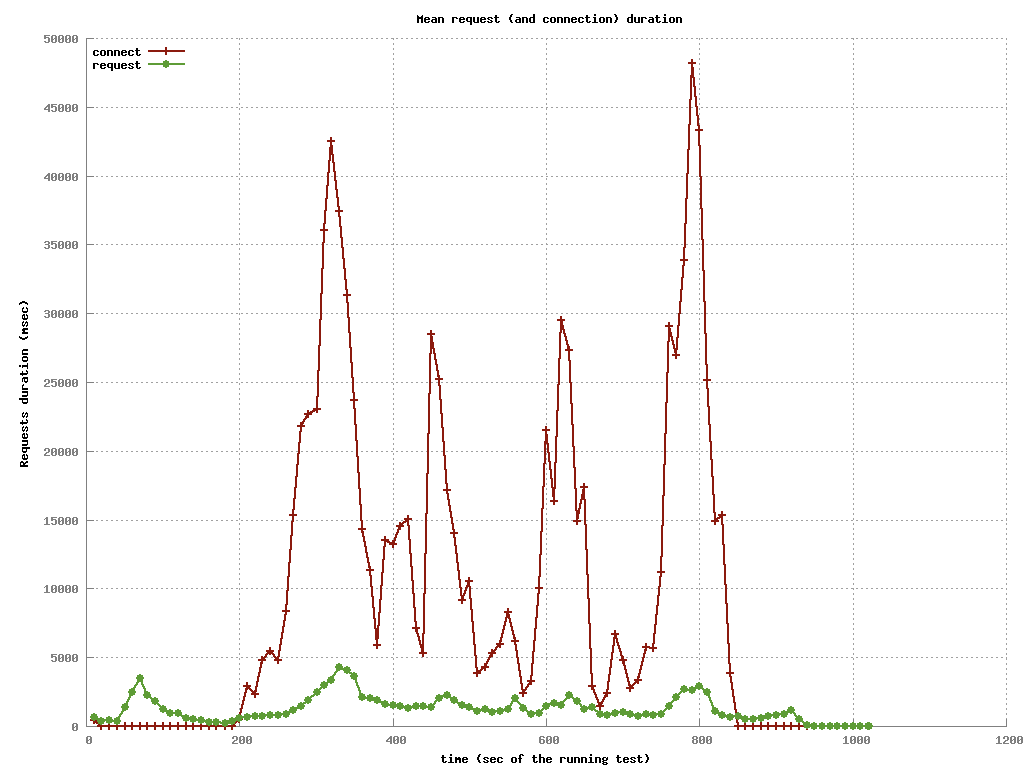 Mean request (and connection) duration
connect
request
50000
45000
40000
35000
30000
25000
20000
15000
10000
5000
0
Requests duration (msec)
0 200 400 600 800 1000 1200
time (sec of the running test)